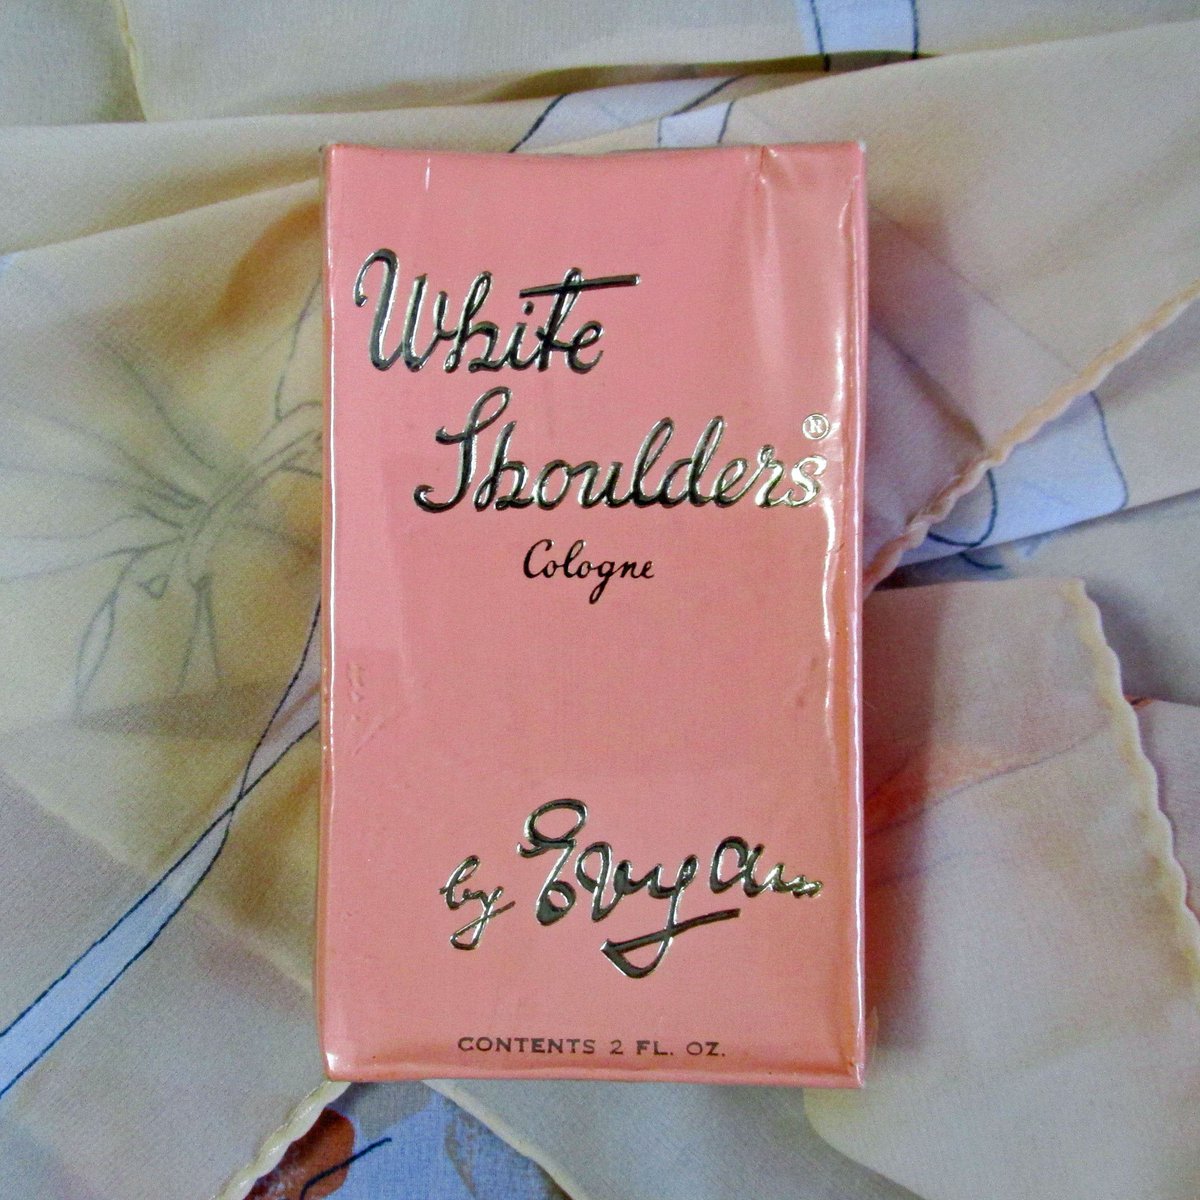 White
Shoulders®
Cologne
by Evyan
CONTENTS 2 FL. OZ.